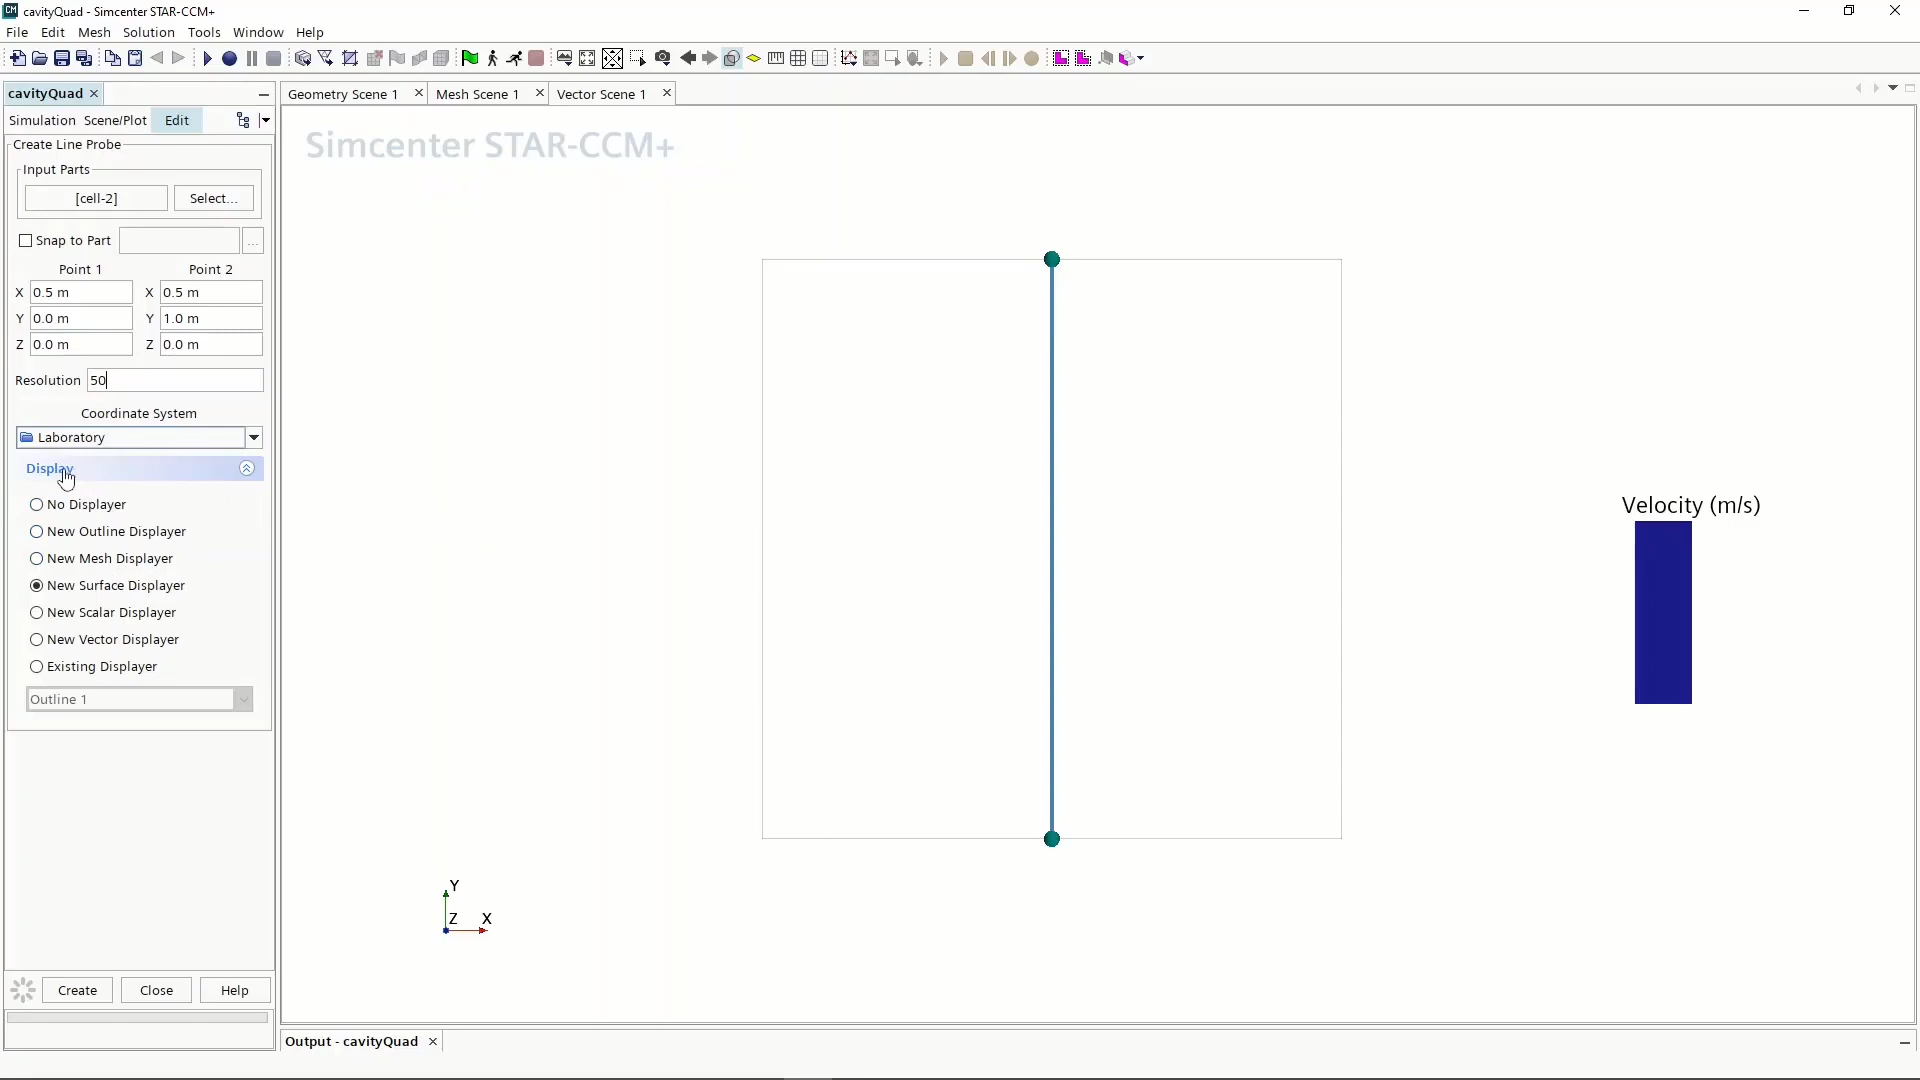 cavityQuad - Simcenter STAR-CCM+
File Edit Mesh Solution Tools Window Help
cavityQuad
Geometry Scene 1
Mesh Scene 1
Vector Scene 1
Simulation Scene/Plot Edit
Simcenter STAR-CCM+
Create Line Probe
Input Parts
[cell-2] Select...
Snap to Part ...
Point 1 Point 2
X 0.5 m X 0.5 m
Y 0.0 m Y 1.0 m
Z 0.0 m Z 0.0 m
Resolution 50
Coordinate System
Laboratory
Display
No Displayer
New Outline Displayer
New Mesh Displayer
New Surface Displayer
New Scalar Displayer
New Vector Displayer
Existing Displayer
Outline 1
Velocity (m/s)
Y
Z X
Create Close Help
Output - cavityQuad